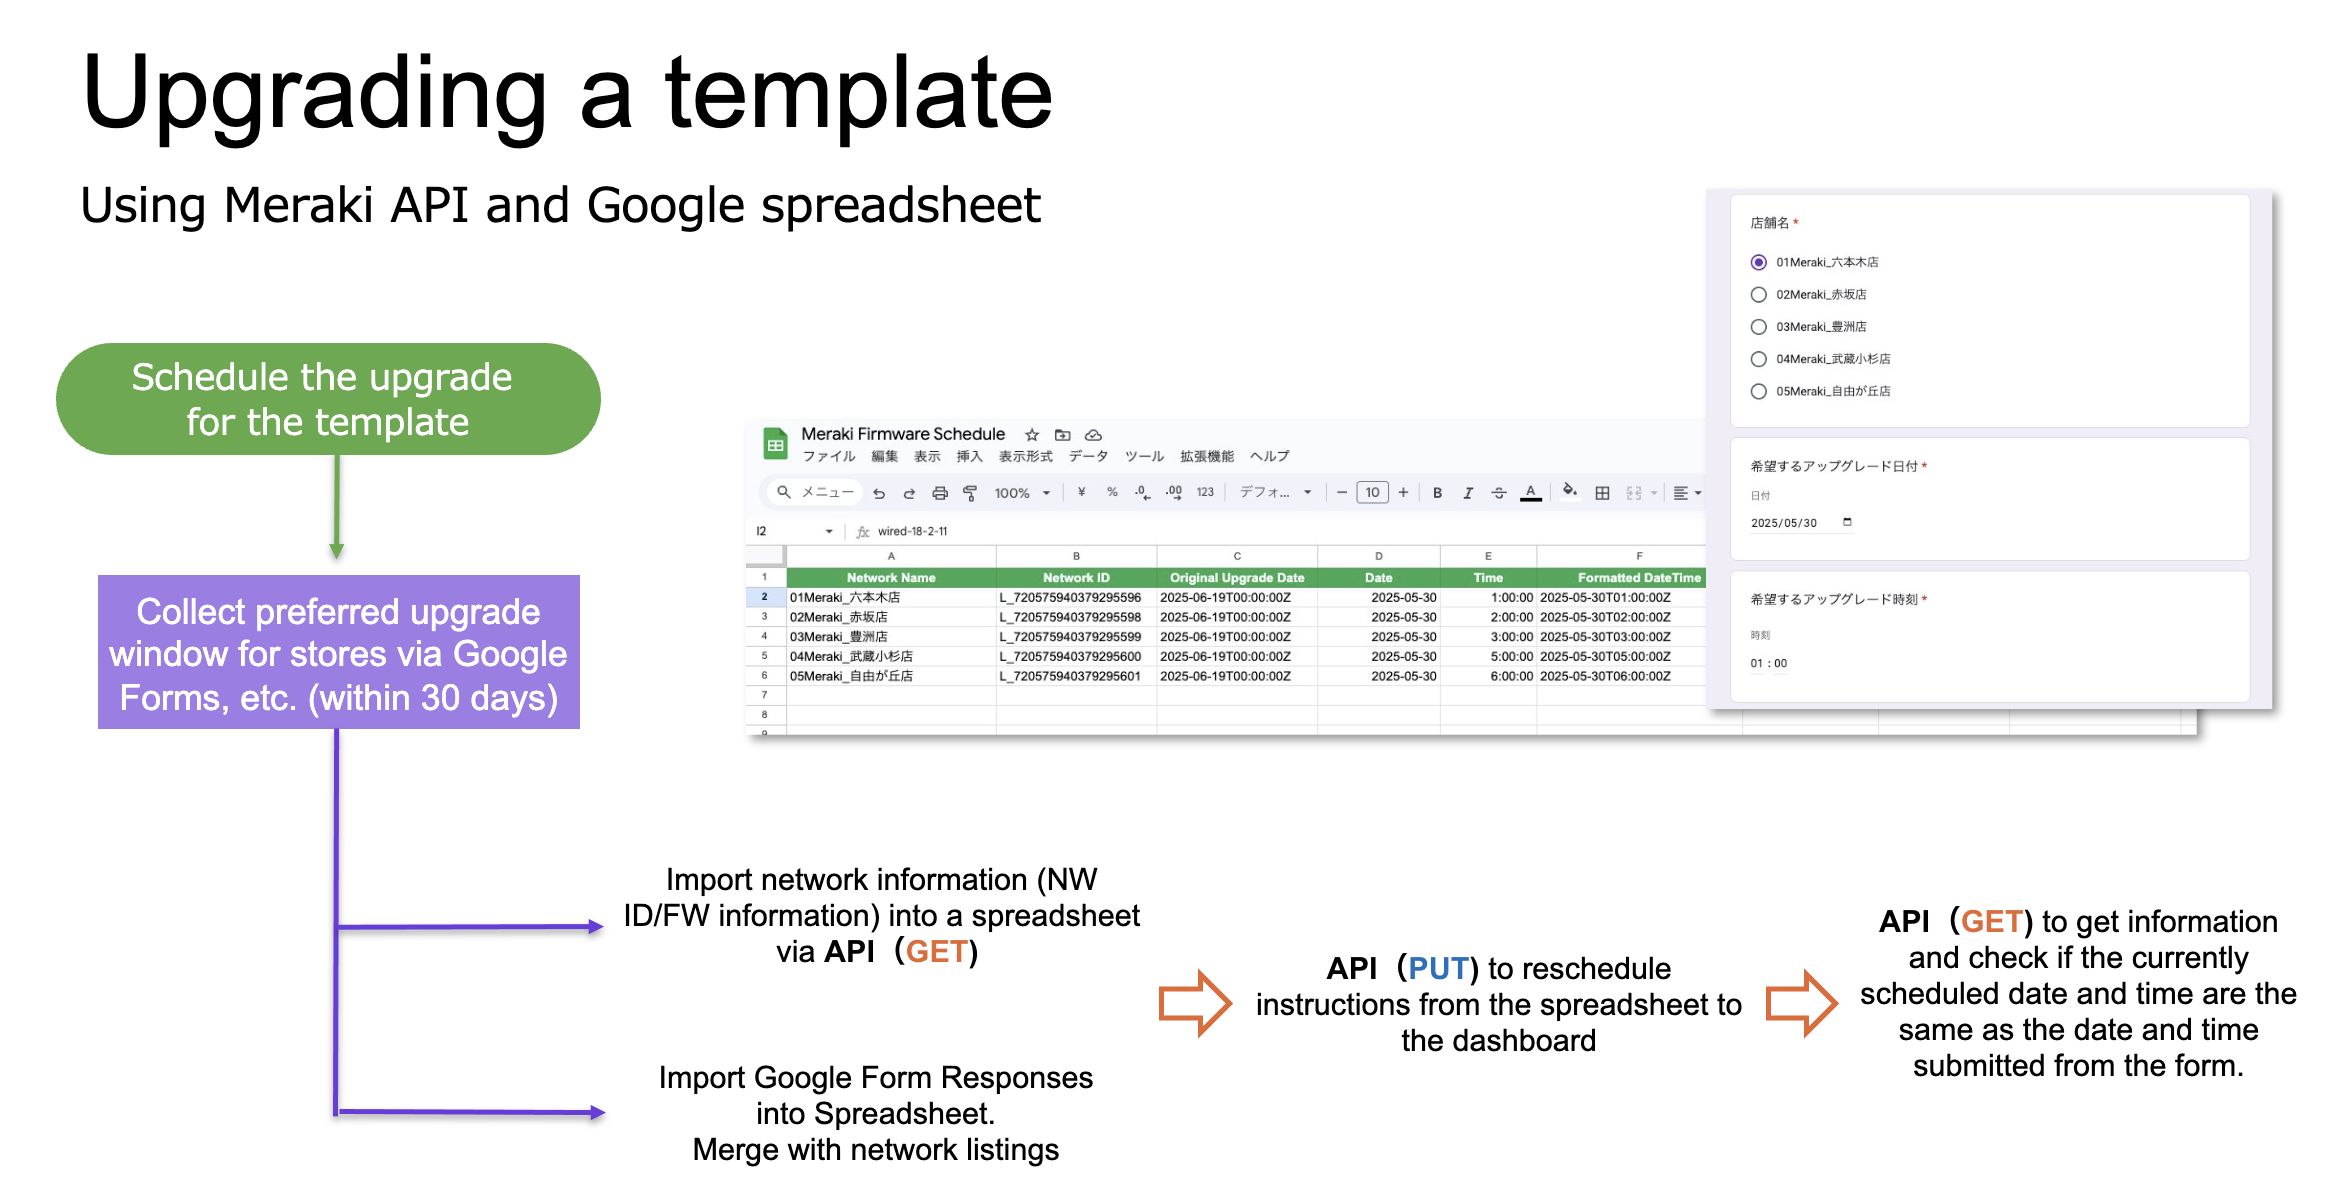 Upgrading a template
Using Meraki API and Google spreadsheet
Schedule the upgrade
for the template
Collect preferred upgrade
window for stores via Google
Forms, etc. (within 30 days)
Meraki Firmware Schedule
ファイル 編集 表示 挿入 表示形式 データ ツール 拡張機能 ヘルプ
メニュー 100% ¥ % .0 .00 123 デフォ... − 10 + B I S A
I2 fx wired-18-2-11
A B C D E F
1 Network Name Network ID Original Upgrade Date Date Time Formatted DateTime
2 01Meraki_六本木店 L_720575940379295596 2025-06-19T00:00:00Z 2025-05-30 1:00:00 2025-05-30T01:00:00Z
3 02Meraki_赤坂店 L_720575940379295598 2025-06-19T00:00:00Z 2025-05-30 2:00:00 2025-05-30T02:00:00Z
4 03Meraki_豊洲店 L_720575940379295599 2025-06-19T00:00:00Z 2025-05-30 3:00:00 2025-05-30T03:00:00Z
5 04Meraki_武蔵小杉店 L_720575940379295600 2025-06-19T00:00:00Z 2025-05-30 5:00:00 2025-05-30T05:00:00Z
6 05Meraki_自由が丘店 L_720575940379295601 2025-06-19T00:00:00Z 2025-05-30 6:00:00 2025-05-30T06:00:00Z
7
8
9
店舗名 *
01Meraki_六本木店
02Meraki_赤坂店
03Meraki_豊洲店
04Meraki_武蔵小杉店
05Meraki_自由が丘店
希望するアップグレード日付 *
日付
2025/05/30
希望するアップグレード時刻 *
時刻
01 : 00
Import network information (NW
ID/FW information) into a spreadsheet
via API（GET)
Import Google Form Responses
into Spreadsheet.
Merge with network listings
API（PUT) to reschedule
instructions from the spreadsheet to
the dashboard
API（GET) to get information
and check if the currently
scheduled date and time are the
same as the date and time
submitted from the form.